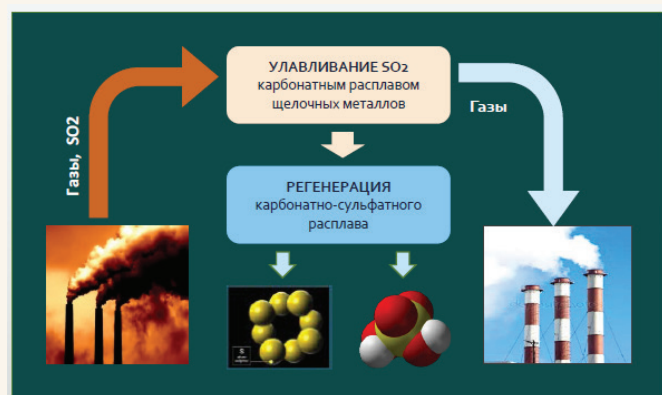 Газы, SO2
УЛАВЛИВАНИЕ SO2
карбонатным расплавом
щелочных металлов
Газы
РЕГЕНЕРАЦИЯ
карбонатно-сульфатного
расплава
S